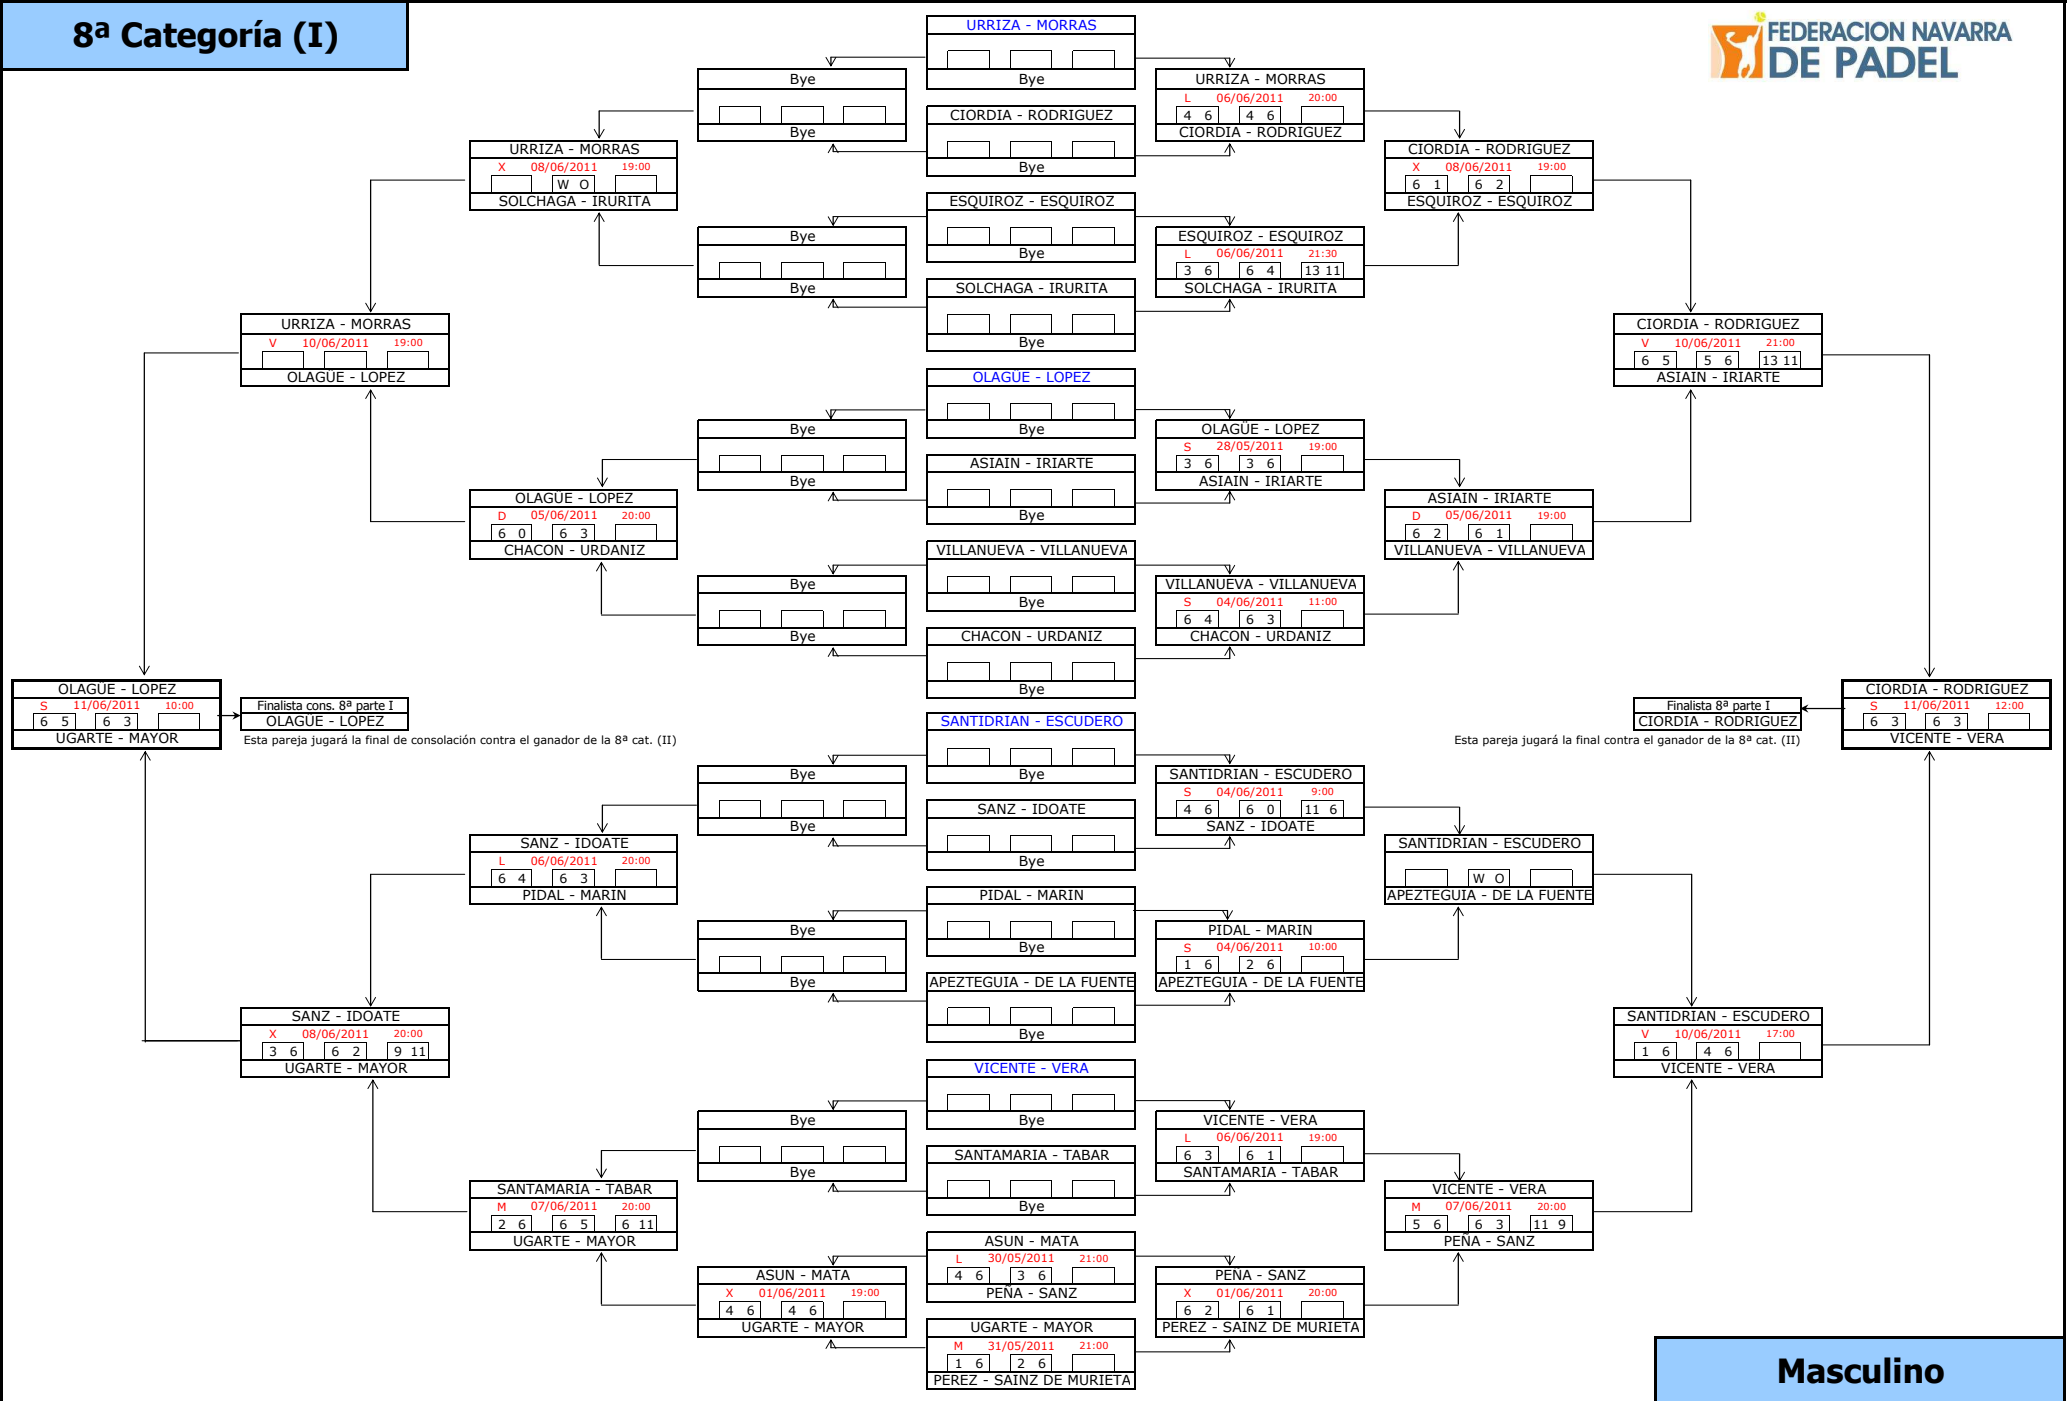 8ª Categoría (I)
FEDERACION NAVARRA
DE PADEL
URRIZA - MORRAS
Bye
CIORDIA - RODRIGUEZ
Bye
ESQUIROZ - ESQUIROZ
Bye
SOLCHAGA - IRURITA
Bye
OLAGÜE - LOPEZ
Bye
ASIAIN - IRIARTE
Bye
VILLANUEVA - VILLANUEVA
Bye
CHACON - URDANIZ
Bye
SANTIDRIAN - ESCUDERO
Bye
SANZ - IDOATE
Bye
PIDAL - MARIN
Bye
APEZTEGUIA - DE LA FUENTE
Bye
VICENTE - VERA
Bye
SANTAMARIA - TABAR
Bye
ASUN - MATA
L 30/05/2011 21:00
4 6 3 6
PEÑA - SANZ
UGARTE - MAYOR
M 31/05/2011 21:00
1 6 2 6
PEREZ - SAINZ DE MURIETA
Bye
Bye
Bye
Bye
Bye
Bye
Bye
Bye
Bye
Bye
Bye
Bye
Bye
Bye
ASUN - MATA
X 01/06/2011 19:00
4 6 4 6
UGARTE - MAYOR
URRIZA - MORRAS
X 08/06/2011 19:00
W O
SOLCHAGA - IRURITA
OLAGÜE - LOPEZ
D 05/06/2011 20:00
6 0 6 3
CHACON - URDANIZ
SANZ - IDOATE
L 06/06/2011 20:00
6 4 6 3
PIDAL - MARIN
SANTAMARIA - TABAR
M 07/06/2011 20:00
2 6 6 5 6 11
UGARTE - MAYOR
URRIZA - MORRAS
V 10/06/2011 19:00
OLAGÜE - LOPEZ
SANZ - IDOATE
X 08/06/2011 20:00
3 6 6 2 9 11
UGARTE - MAYOR
OLAGÜE - LOPEZ
S 11/06/2011 10:00
6 5 6 3
UGARTE - MAYOR
Finalista cons. 8ª parte I
OLAGÜE - LOPEZ
Esta pareja jugará la final de consolación contra el ganador de la 8ª cat. (II)
URRIZA - MORRAS
L 06/06/2011 20:00
4 6 4 6
CIORDIA - RODRIGUEZ
ESQUIROZ - ESQUIROZ
L 06/06/2011 21:30
3 6 6 4 13 11
SOLCHAGA - IRURITA
OLAGÜE - LOPEZ
S 28/05/2011 19:00
3 6 3 6
ASIAIN - IRIARTE
VILLANUEVA - VILLANUEVA
S 04/06/2011 11:00
6 4 6 3
CHACON - URDANIZ
SANTIDRIAN - ESCUDERO
S 04/06/2011 9:00
4 6 6 0 11 6
SANZ - IDOATE
PIDAL - MARIN
S 04/06/2011 10:00
1 6 2 6
APEZTEGUIA - DE LA FUENTE
VICENTE - VERA
L 06/06/2011 19:00
6 3 6 1
SANTAMARIA - TABAR
PEÑA - SANZ
X 01/06/2011 20:00
6 2 6 1
PEREZ - SAINZ DE MURIETA
CIORDIA - RODRIGUEZ
X 08/06/2011 19:00
6 1 6 2
ESQUIROZ - ESQUIROZ
ASIAIN - IRIARTE
D 05/06/2011 19:00
6 2 6 1
VILLANUEVA - VILLANUEVA
SANTIDRIAN - ESCUDERO
W O
APEZTEGUIA - DE LA FUENTE
VICENTE - VERA
M 07/06/2011 20:00
5 6 6 3 11 9
PEÑA - SANZ
CIORDIA - RODRIGUEZ
V 10/06/2011 21:00
6 5 5 6 13 11
ASIAIN - IRIARTE
SANTIDRIAN - ESCUDERO
V 10/06/2011 17:00
1 6 4 6
VICENTE - VERA
Finalista 8ª parte I
CIORDIA - RODRIGUEZ
Esta pareja jugará la final contra el ganador de la 8ª cat. (II)
CIORDIA - RODRIGUEZ
S 11/06/2011 12:00
6 3 6 3
VICENTE - VERA
Masculino